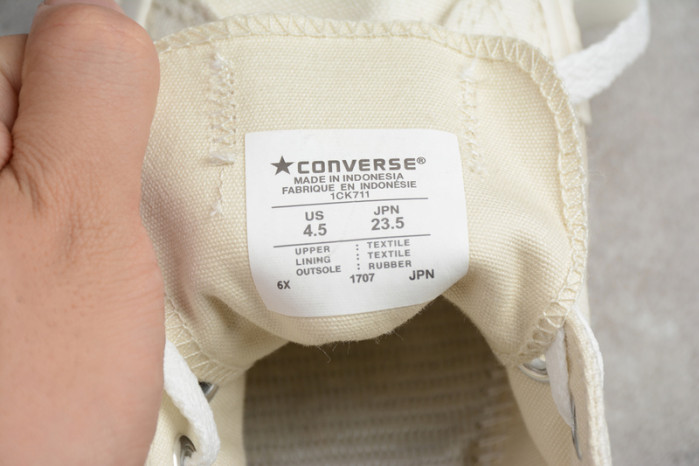 ★CONVERSE®
MADE IN INDONESIA
FABRIQUE EN INDONÉSIE
1CK711
US JPN
4.5 23.5
UPPER : TEXTILE
LINING : TEXTILE
OUTSOLE : RUBBER
6X 1707 JPN